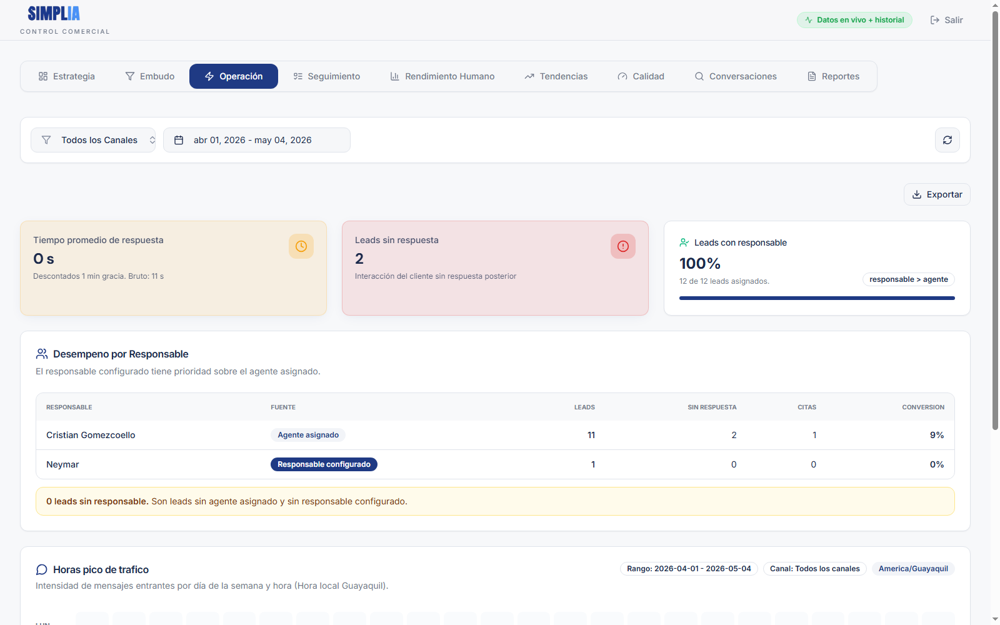 SIMPLIA
CONTROL COMERCIAL
Datos en vivo + historial
Salir
Estrategia
Embudo
Operación
Seguimiento
Rendimiento Humano
Tendencias
Calidad
Conversaciones
Reportes
Todos los Canales
abr 01, 2026 - may 04, 2026
Exportar
Tiempo promedio de respuesta
0 s
Descontados 1 min gracia. Bruto: 11 s
Leads sin respuesta
2
Interacción del cliente sin respuesta posterior
Leads con responsable
100%
12 de 12 leads asignados.
responsable > agente
Desempeno por Responsable
El responsable configurado tiene prioridad sobre el agente asignado.
RESPONSABLE FUENTE LEADS SIN RESPUESTA CITAS CONVERSION
Cristian Gomezcoello Agente asignado 11 2 1 9%
Neymar Responsable configurado 1 0 0 0%
0 leads sin responsable. Son leads sin agente asignado y sin responsable configurado.
Horas pico de trafico
Rango: 2026-04-01 - 2026-05-04
Canal: Todos los canales
America/Guayaquil
Intensidad de mensajes entrantes por día de la semana y hora (Hora local Guayaquil).
LUN